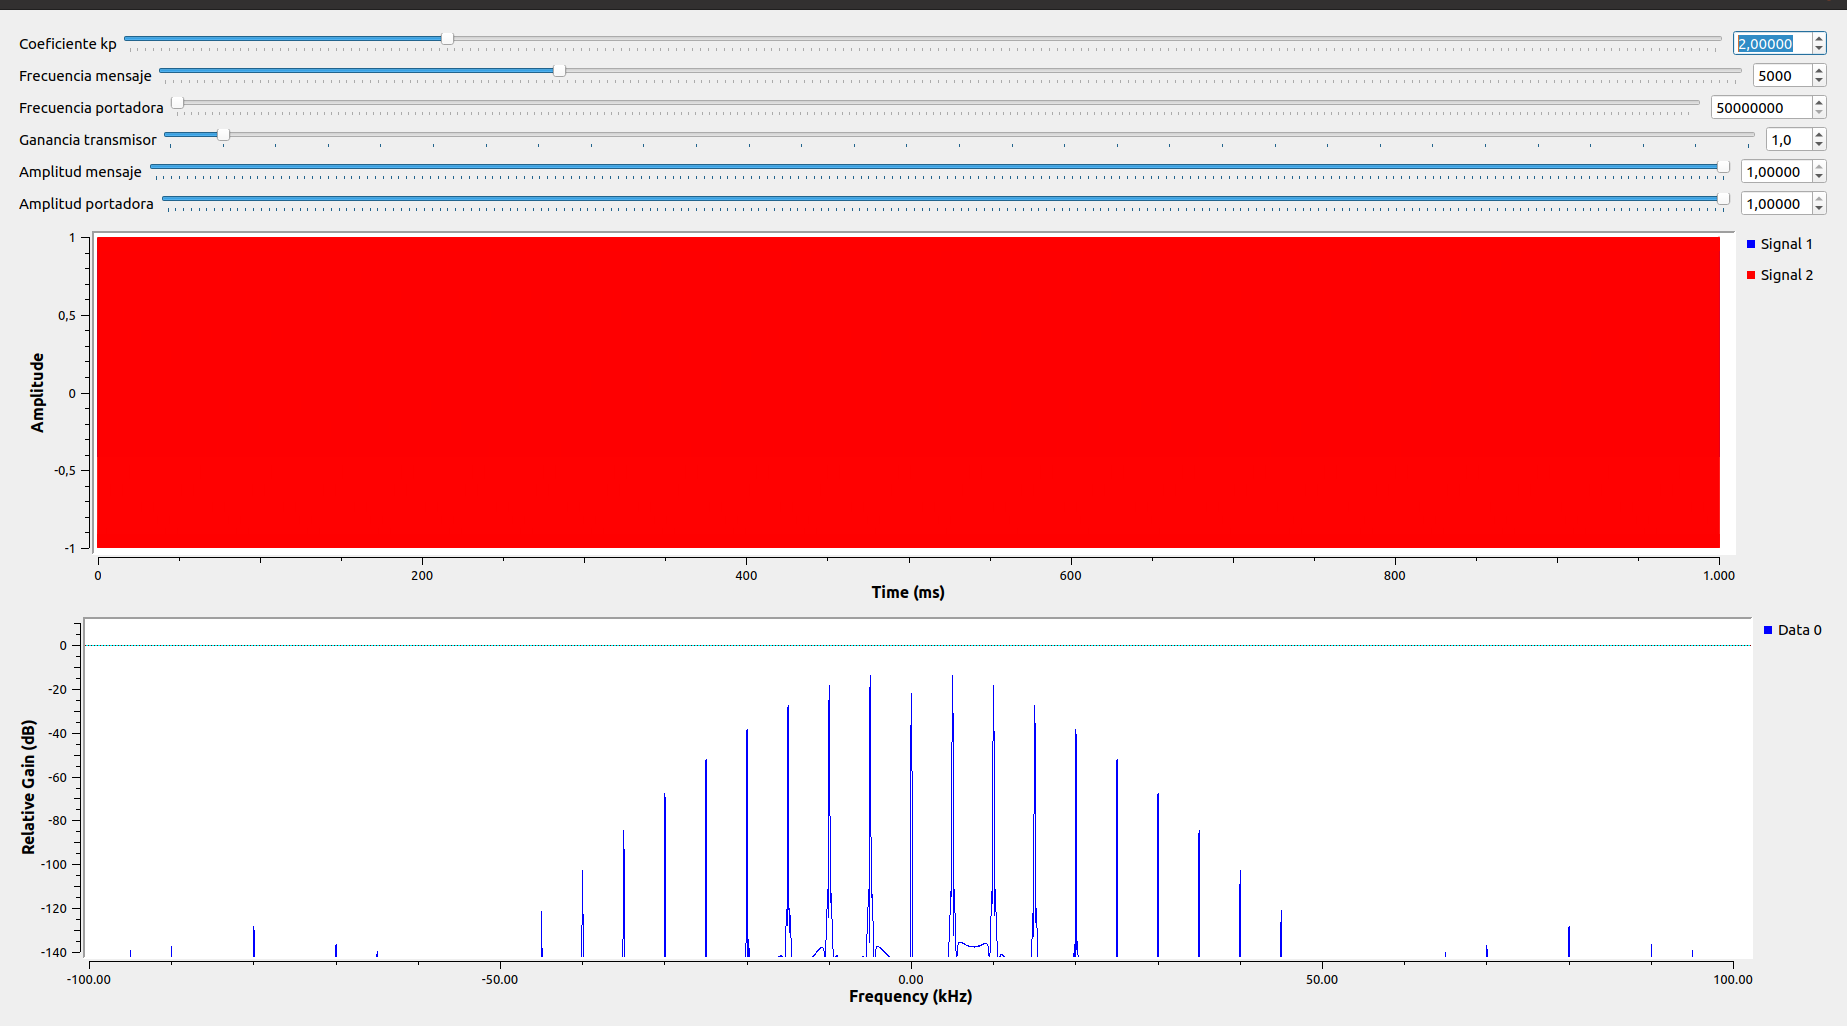 Coeficiente kp 2,00000
Frecuencia mensaje 5000
Frecuencia portadora 50000000
Ganancia transmisor 1,0
Amplitud mensaje 1,00000
Amplitud portadora 1,00000
Signal 1
Signal 2
Amplitude
1
0,5
0
-0,5
-1
0 200 400 600 800 1.000
Time (ms)
Data 0
Relative Gain (dB)
0
-20
-40
-60
-80
-100
-120
-140
-100.00 -50.00 0.00 50.00 100.00
Frequency (kHz)